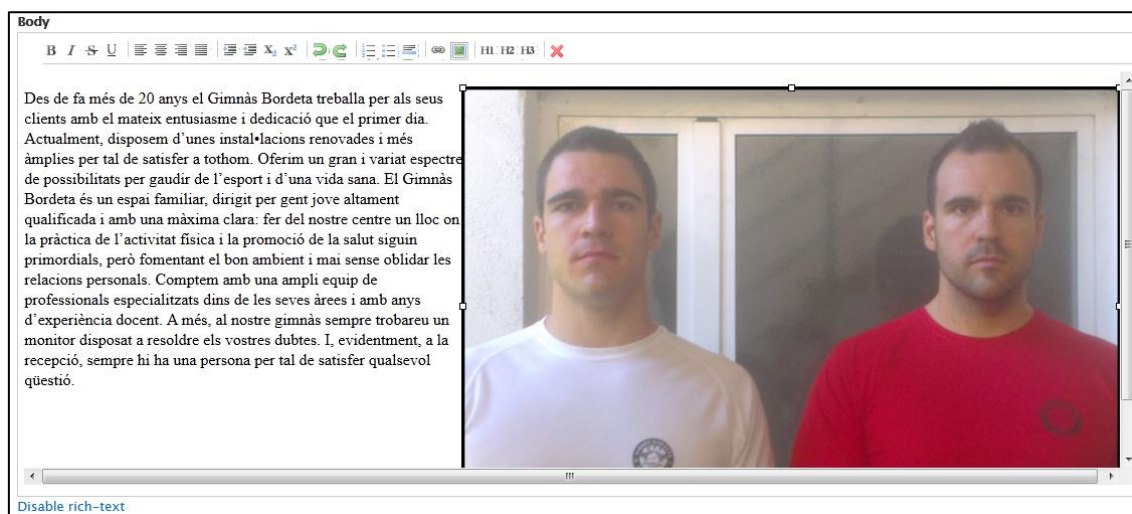 Body
B I S U X₂ X² H1 H2 H3
Des de fa més de 20 anys el Gimnàs Bordeta treballa per als seus
clients amb el mateix entusiasme i dedicació que el primer dia.
Actualment, disposem d’unes instal•lacions renovades i més
àmplies per tal de satisfer a tothom. Oferim un gran i variat espectre
de possibilitats per gaudir de l’esport i d’una vida sana. El Gimnàs
Bordeta és un espai familiar, dirigit per gent jove altament
qualificada i amb una màxima clara: fer del nostre centre un lloc on
la pràctica de l’activitat física i la promoció de la salut siguin
primordials, però fomentant el bon ambient i mai sense oblidar les
relacions personals. Comptem amb una ampli equip de
professionals especialitzats dins de les seves àrees i amb anys
d’experiència docent. A més, al nostre gimnàs sempre trobareu un
monitor disposat a resoldre els vostres dubtes. I, evidentment, a la
recepció, sempre hi ha una persona per tal de satisfer qualsevol
qüestió.
Disable rich-text